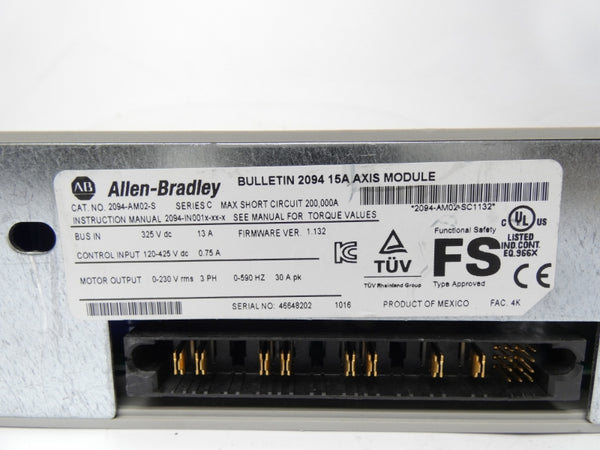 AB Allen-Bradley BULLETIN 2094 15A AXIS MODULE
CAT. NO. 2094-AM02-S SERIES C MAX SHORT CIRCUIT 200,000A
INSTRUCTION MANUAL 2094-IN001x-xx-x SEE MANUAL FOR TORQUE VALUES
*2094-AM02-SC1132*
BUS IN 325 V dc 13 A FIRMWARE VER. 1.132
CONTROL INPUT 120-425 V dc 0.75 A
MOTOR OUTPUT 0-230 V rms 3 PH 0-590 HZ 30 A pk
TÜV
TÜV Rheinland Group
Functional Safety
FS
Type Approved
C UL US
LISTED
IND.CONT.
EQ.966X
CE
SERIAL NO: 46648202 1016 PRODUCT OF MEXICO FAC. 4K